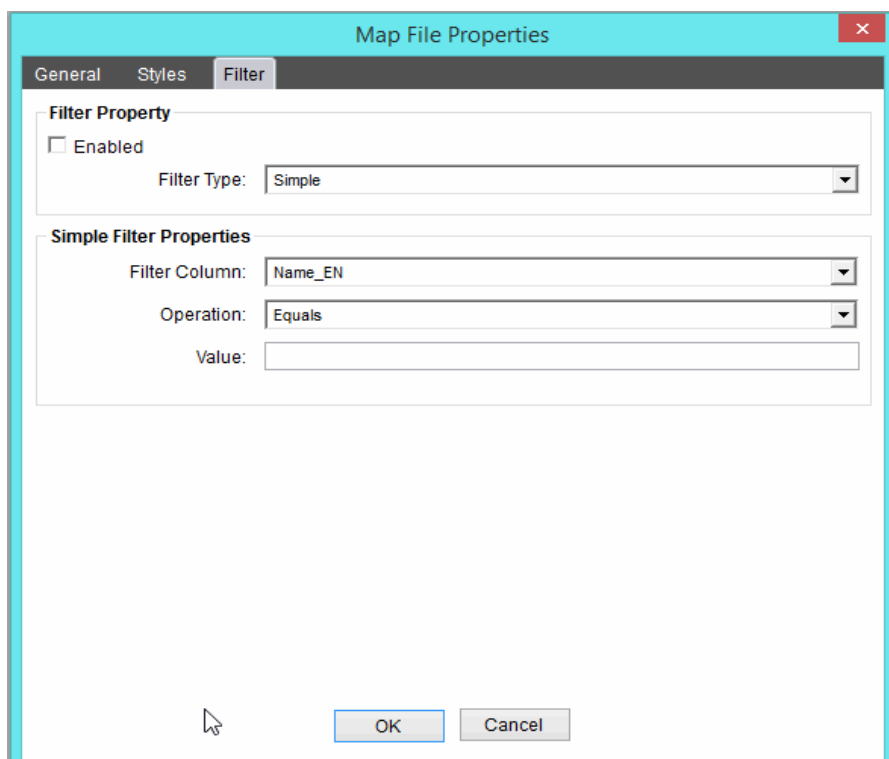 Map File Properties
General Styles Filter
Filter Property
Enabled
Filter Type: Simple
Simple Filter Properties
Filter Column: Name_EN
Operation: Equals
Value:
OK Cancel